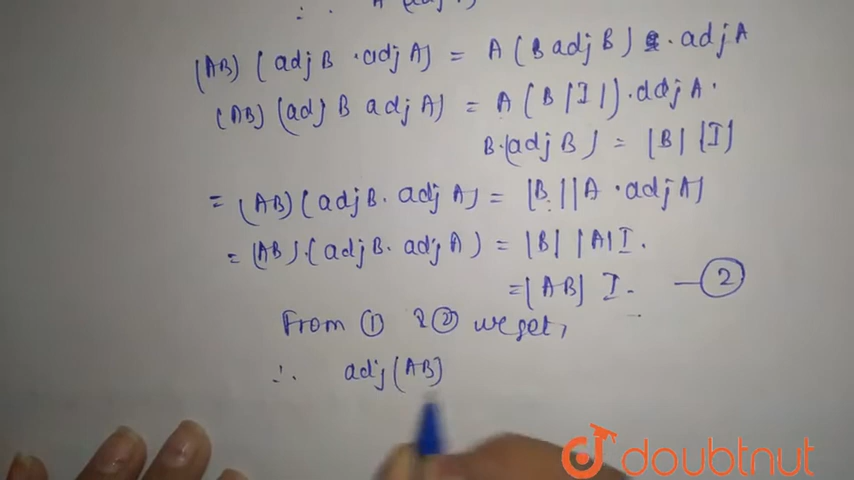 (AB) (adj B · adj A) = A (B adj B) · adj A
(AB) (adj B adj A) = A (B |I|) · adj A ·
B·(adj B) = |B| |I|
= (AB) (adj B · adj A) = |B| |A · adj A|
= (AB) · (adj B · adj A) = |B| |A| I .
= |AB| I. — ②
From ① & ② we get,
∴ adj (AB)
doubtnut